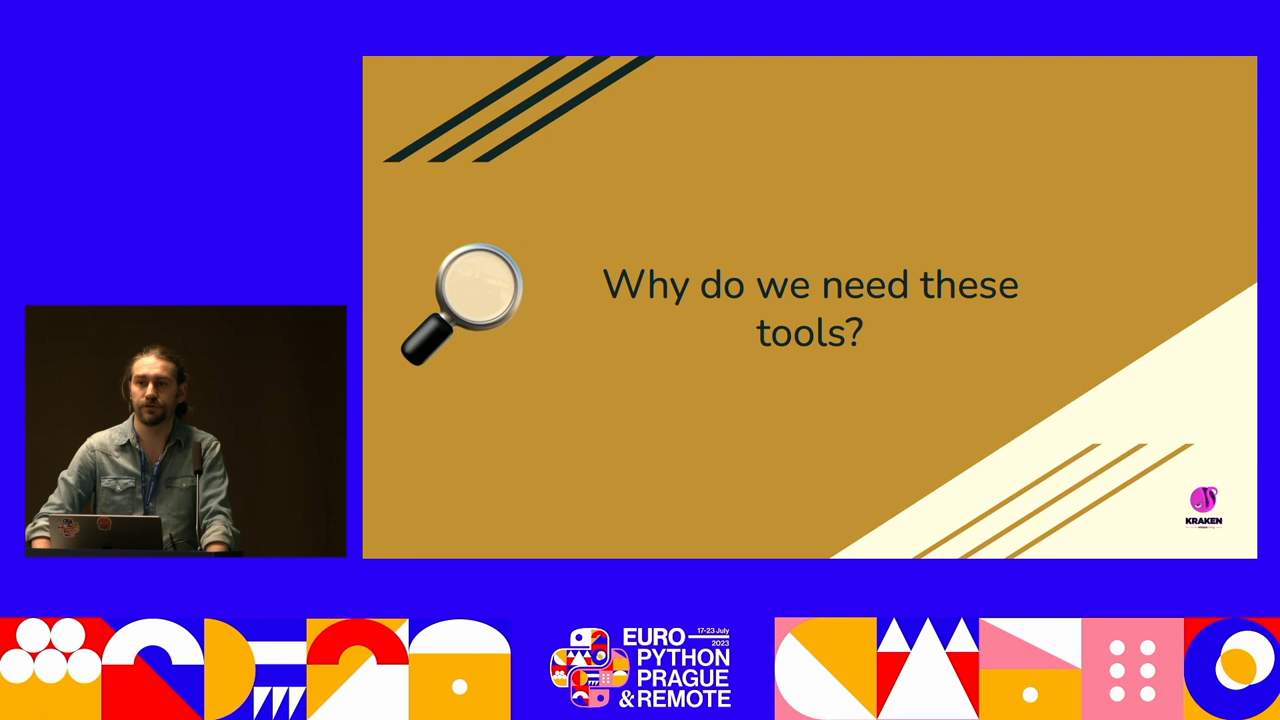 Why do we need these
tools?
KRAKEN
EURO
17-23 July
2023
PYTHON
PRAGUE
& REMOTE